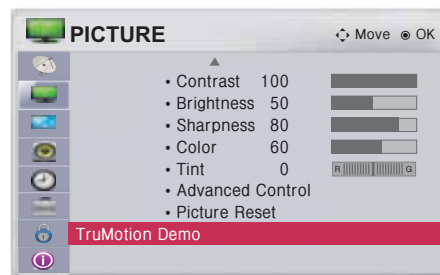 PICTURE Move OK
• Contrast 100
• Brightness 50
• Sharpness 80
• Color 60
• Tint 0 R G
• Advanced Control
• Picture Reset
TruMotion Demo